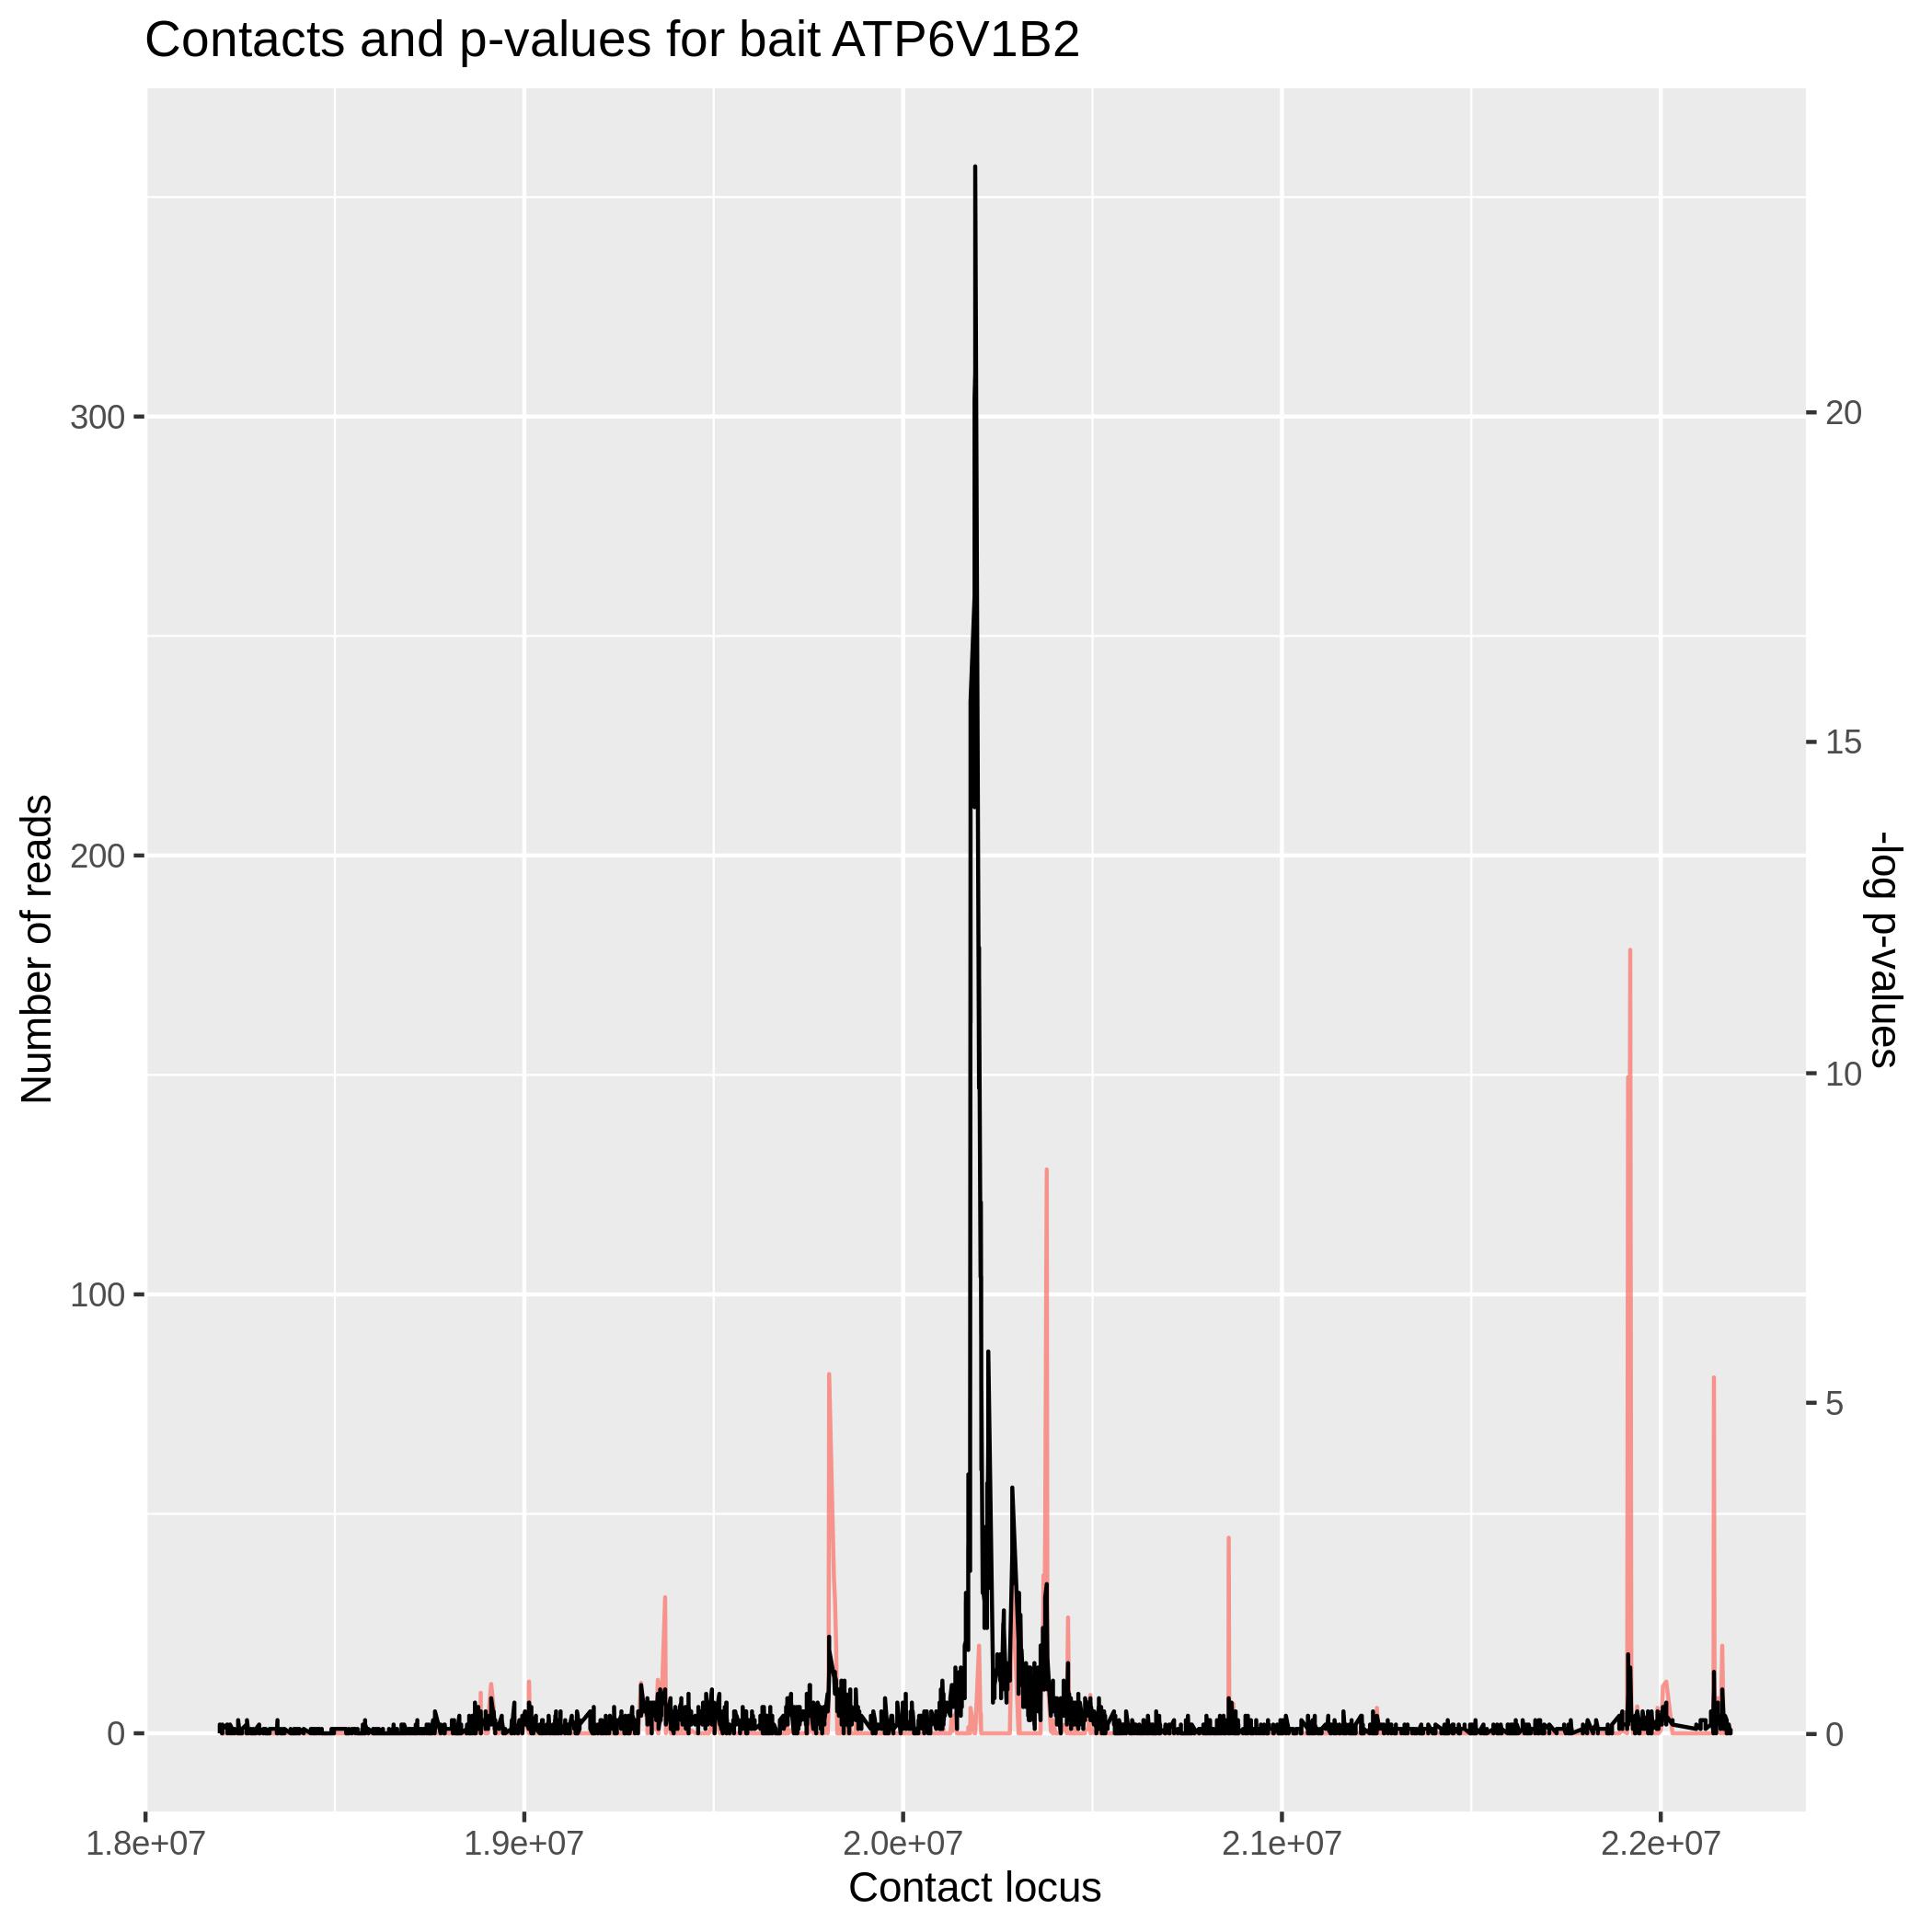 Contacts and p-values for bait ATP6V1B2
Number of reads
300
200
100
0
20
15
10
5
0
-log p-values
1.8e+07
1.9e+07
2.0e+07
2.1e+07
2.2e+07
Contact locus